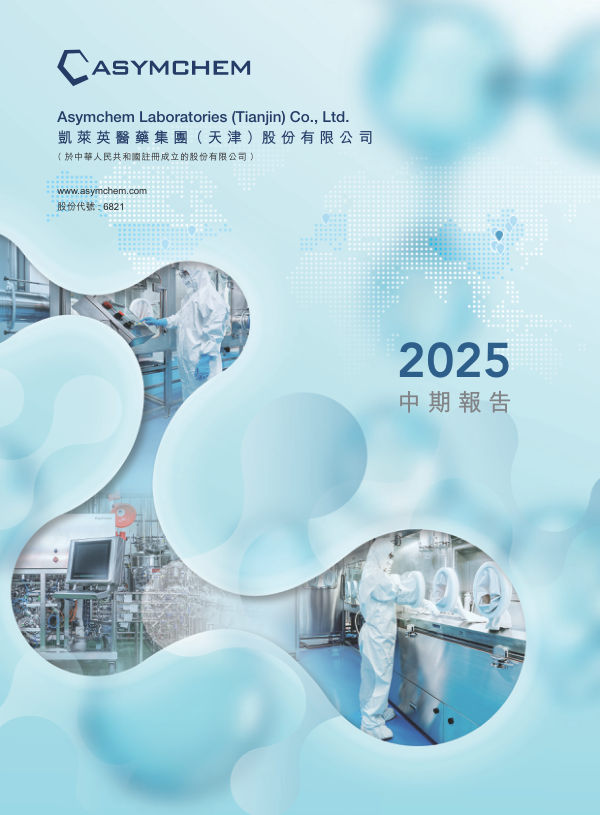 ASYMCHEM
Asymchem Laboratories (Tianjin) Co., Ltd.
凱萊英醫藥集團（天津）股份有限公司
（於中華人民共和國註冊成立的股份有限公司）
www.asymchem.com
股份代號 : 6821
2025
中期報告